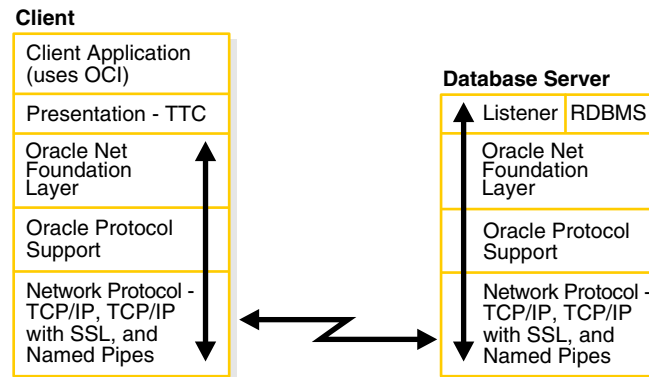 Client
Client Application
(uses OCI)
Presentation - TTC
Oracle Net
Foundation
Layer
Oracle Protocol
Support
Network Protocol -
TCP/IP, TCP/IP
with SSL, and
Named Pipes
Database Server
Listener
RDBMS
Oracle Net
Foundation
Layer
Oracle Protocol
Support
Network Protocol -
TCP/IP, TCP/IP
with SSL, and
Named Pipes